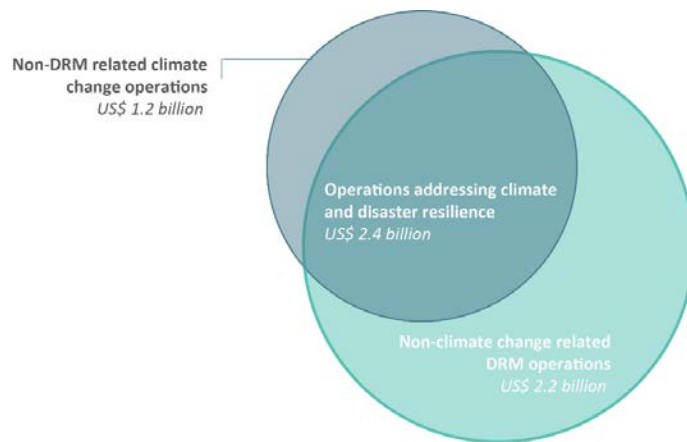 Non-DRM related climate
change operations
US$ 1.2 billion
Operations addressing climate
and disaster resilience
US$ 2.4 billion
Non-climate change related
DRM operations
US$ 2.2 billion